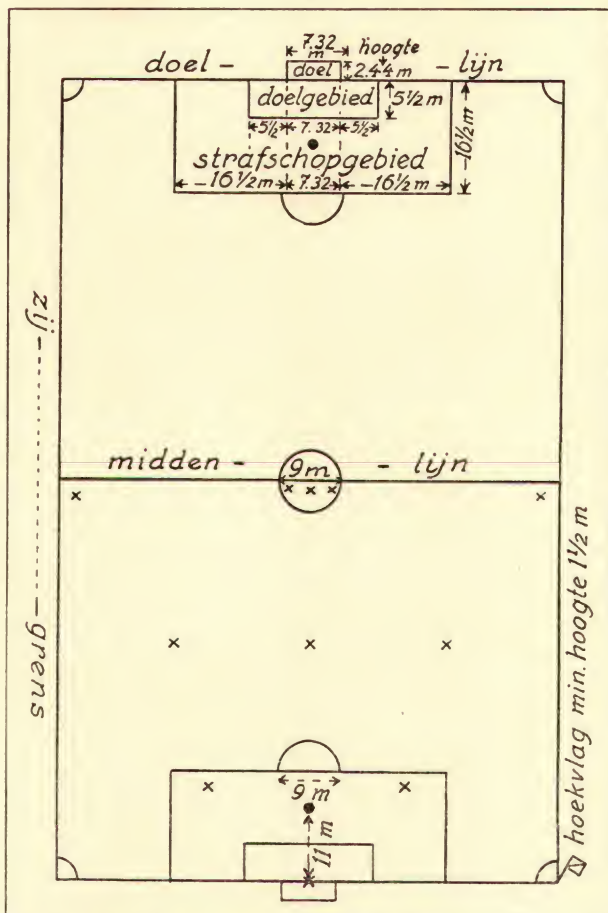 7.32
m
hoogte
doel - - lijn
doel
2.44 m
doelgebied
5½ m
5½ 7.32 5½
16½ m
strafschopgebied
16½ m 7.32 16½ m
zij - - - - - grens
midden - - lijn
9 m
x x x
x x
x x x
x x
9 m
11 m
x
hoekvlag min. hoogte 1½ m